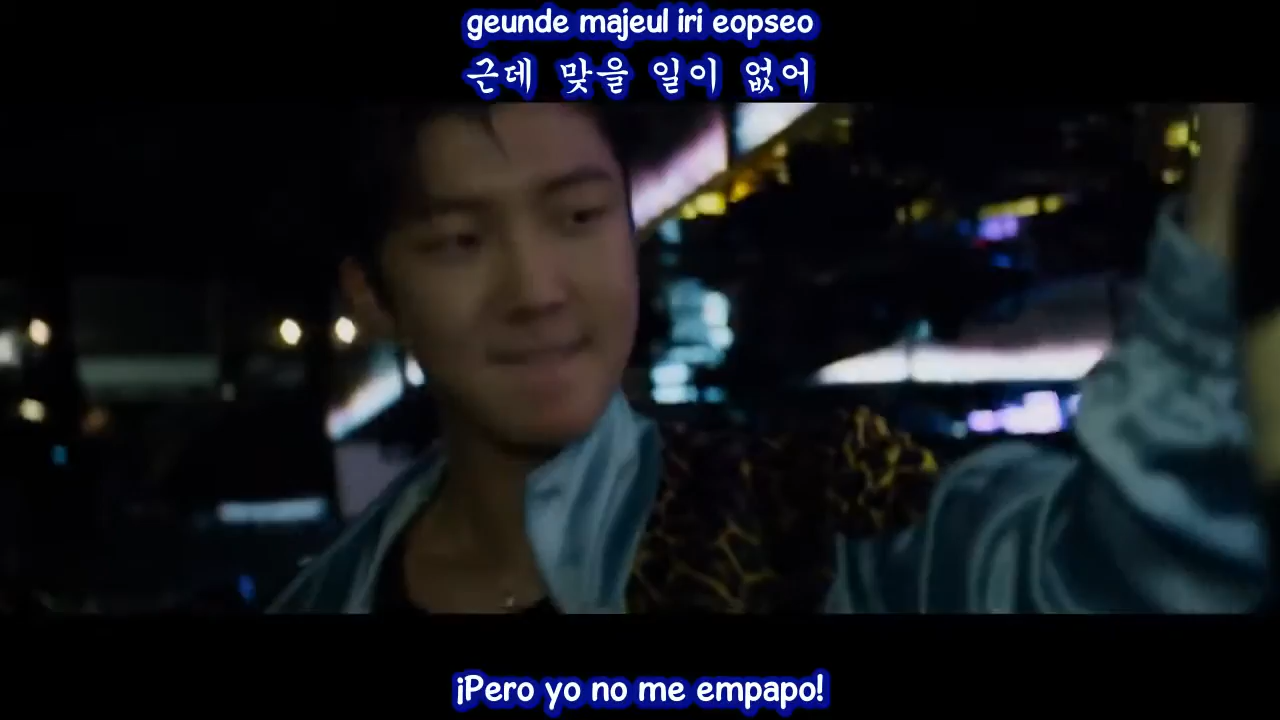 geunde majeul iri eopseo
근데 맞을 일이 없어
¡Pero yo no me empapo!